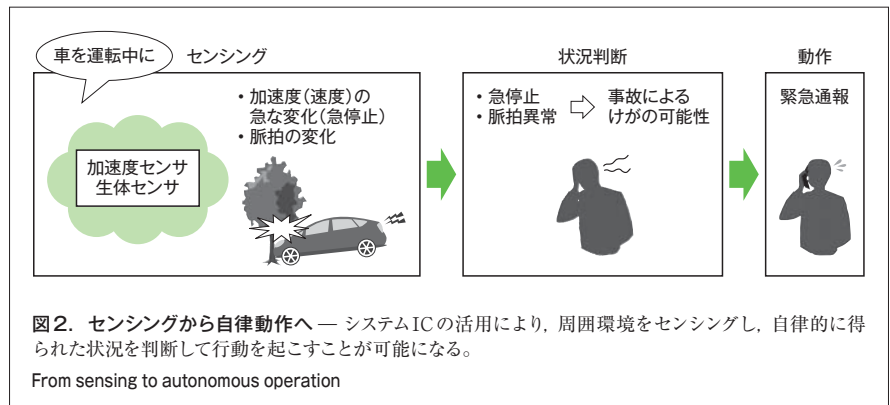 車を運転中に
センシング
状況判断
動作
加速度センサ
生体センサ
・加速度（速度）の
急な変化（急停止）
・脈拍の変化
・急停止
・脈拍異常
⇨
事故による
けがの可能性
緊急通報
図2．センシングから自律動作へ — システムICの活用により，周囲環境をセンシングし，自律的に得
られた状況を判断して行動を起こすことが可能になる。
From sensing to autonomous operation